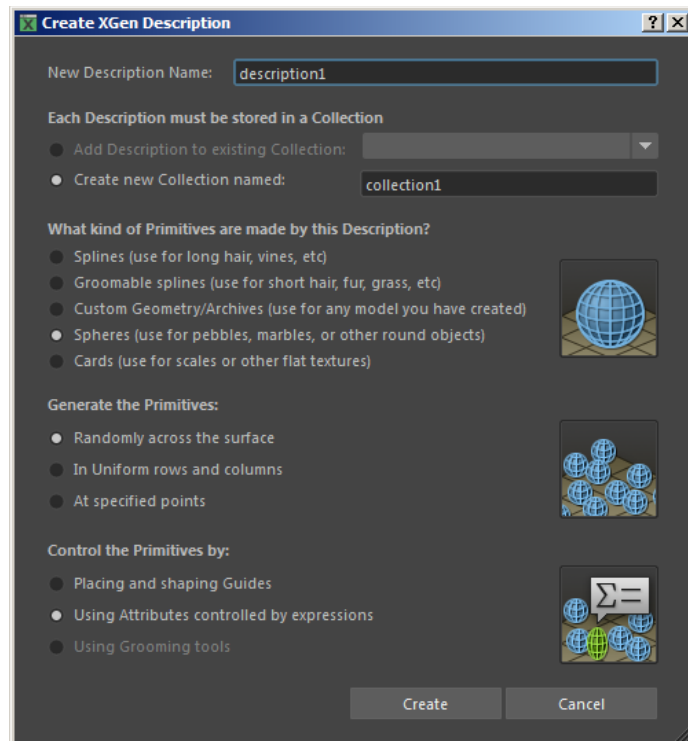 Create XGen Description
New Description Name: description1
Each Description must be stored in a Collection
Add Description to existing Collection:
Create new Collection named: collection1
What kind of Primitives are made by this Description?
Splines (use for long hair, vines, etc)
Groomable splines (use for short hair, fur, grass, etc)
Custom Geometry/Archives (use for any model you have created)
Spheres (use for pebbles, marbles, or other round objects)
Cards (use for scales or other flat textures)
Generate the Primitives:
Randomly across the surface
In Uniform rows and columns
At specified points
Control the Primitives by:
Placing and shaping Guides
Using Attributes controlled by expressions
Σ=
Using Grooming tools
Create Cancel